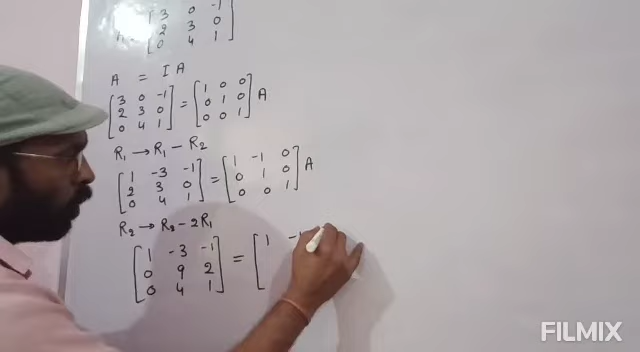 3 0 -1
A = [2 3 0]
0 4 1
A = I A
[3 0 -1] = [1 0 0] A
[2 3 0] [0 1 0]
[0 4 1] [0 0 1]
R₁ → R₁ - R₂
[1 -3 -1] = [1 -1 0] A
[2 3 0] [0 1 0]
[0 4 1] [0 0 1]
R₂ → R₂ - 2R₁
[1 -3 -1] = [1 -1
[0 9 2]
[0 4 1]
FILMIX